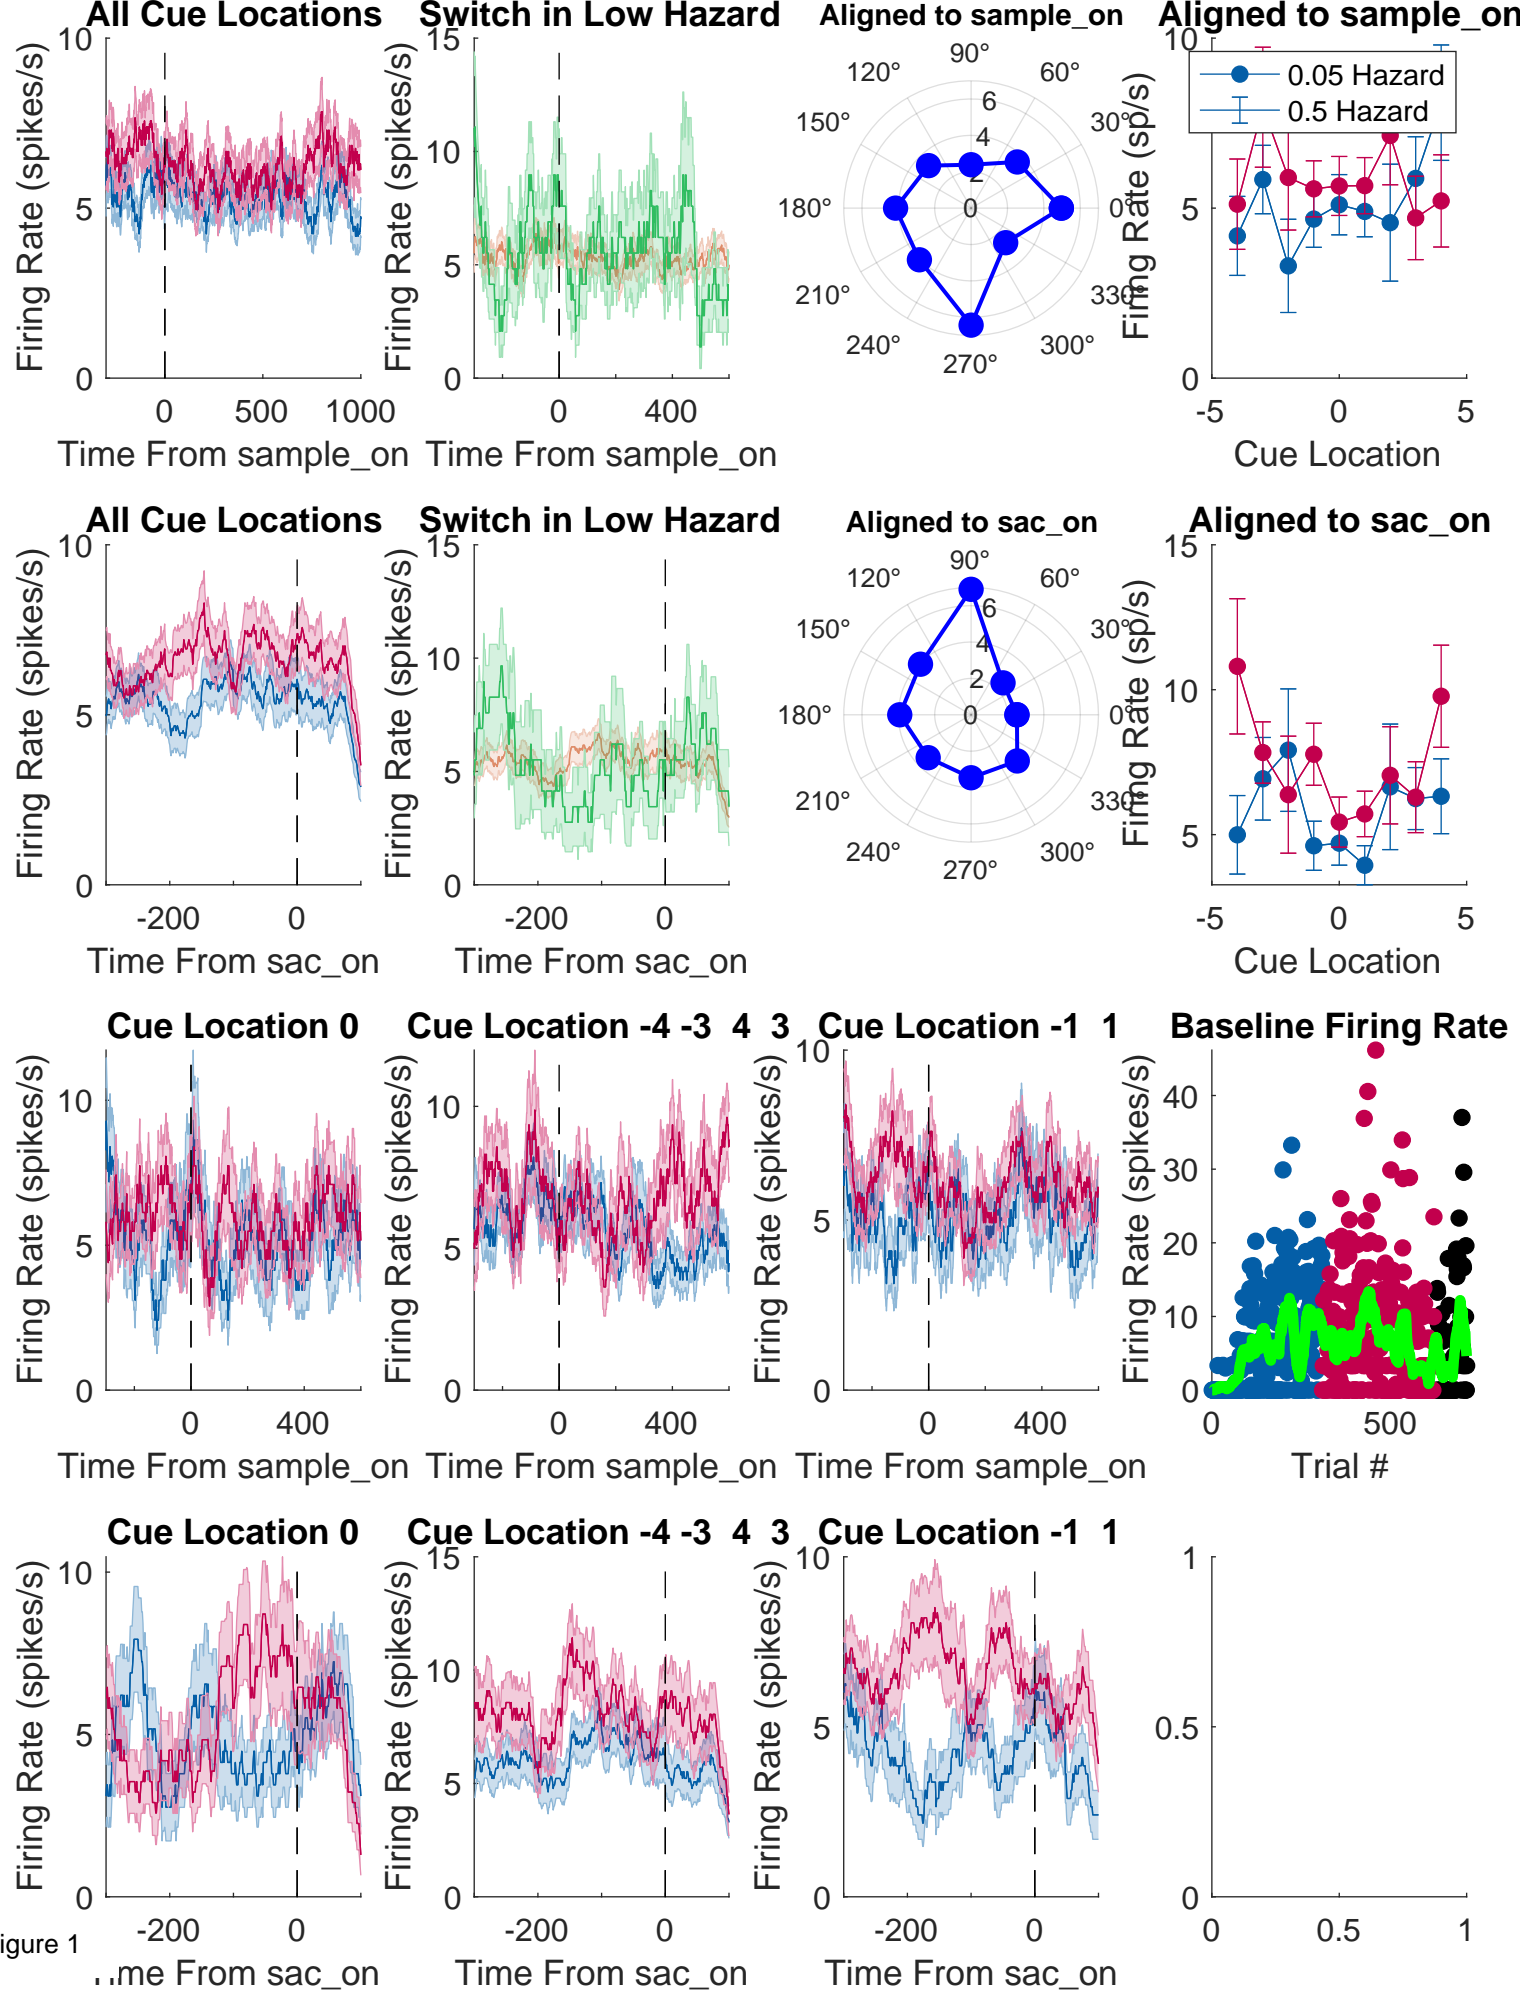 All Cue Locations
Switch in Low Hazard
Aligned to sample_on
Aligned to sample_on
Firing Rate (spikes/s)
10
5
0
0 500 1000
Time From sample_on
Firing Rate (spikes/s)
15
10
5
0
0 400
Time From sample_on
90°
120° 60°
150° 30°
180° 0°
210° 330°
240° 300°
270°
6
4
2
0
Firing Rate (sp/s)
10
5
0
0.05 Hazard
0.5 Hazard
-5 0 5
Cue Location
All Cue Locations
Switch in Low Hazard
Aligned to sac_on
Aligned to sac_on
Firing Rate (spikes/s)
10
5
0
-200 0
Time From sac_on
Firing Rate (spikes/s)
15
10
5
0
-200 0
Time From sac_on
90°
120° 60°
150° 30°
180° 0°
210° 330°
240° 300°
270°
6
4
2
0
Firing Rate (sp/s)
15
10
5
-5 0 5
Cue Location
Cue Location 0
Cue Location -4 -3 4 3
Cue Location -1 1
Baseline Firing Rate
Firing Rate (spikes/s)
10
5
0
0 400
Time From sample_on
Firing Rate (spikes/s)
10
5
0
0 400
Time From sample_on
Firing Rate (spikes/s)
10
5
0
0 400
Time From sample_on
Firing Rate (spikes/s)
40
30
20
10
0
0 500
Trial #
Cue Location 0
Cue Location -4 -3 4 3
Cue Location -1 1
Firing Rate (spikes/s)
10
5
0
-200 0
Time From sac_on
Firing Rate (spikes/s)
15
10
5
0
-200 0
Time From sac_on
Firing Rate (spikes/s)
10
5
0
-200 0
Time From sac_on
1
0.5
0
0 0.5 1
igure 1